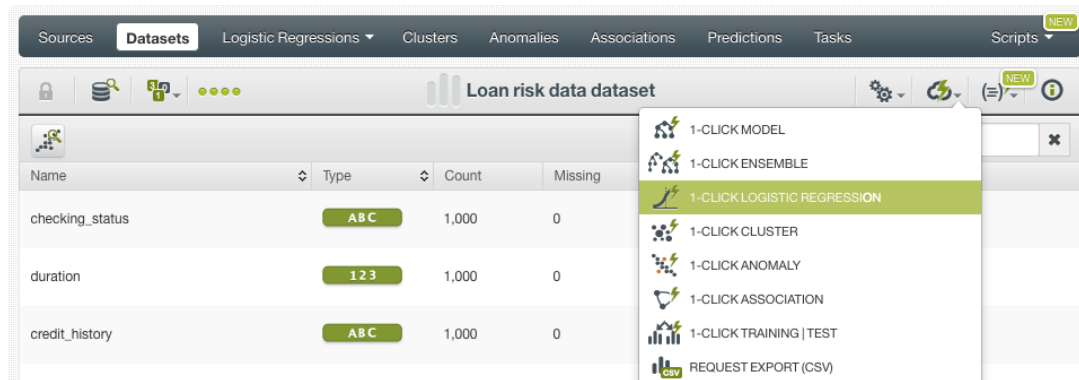 NEW
Sources Datasets Logistic Regressions Clusters Anomalies Associations Predictions Tasks Scripts
NEW
Loan risk data dataset
1-CLICK MODEL
1-CLICK ENSEMBLE
Name Type Count Missing
1-CLICK LOGISTIC REGRESSION
checking_status ABC 1,000 0
1-CLICK CLUSTER
1-CLICK ANOMALY
duration 123 1,000 0
1-CLICK ASSOCIATION
credit_history ABC 1,000 0
1-CLICK TRAINING | TEST
CSV REQUEST EXPORT (CSV)